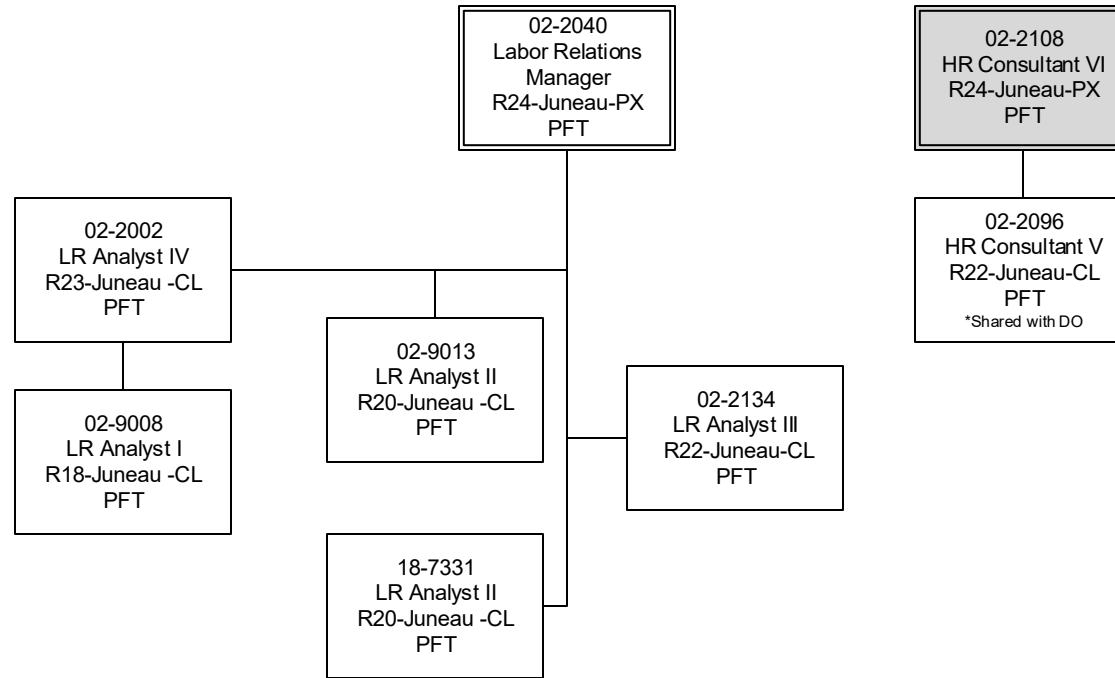 02-2040
Labor Relations
Manager
R24-Juneau-PX
PFT
02-2108
HR Consultant VI
R24-Juneau-PX
PFT
02-2002
LR Analyst IV
R23-Juneau -CL
PFT
02-2096
HR Consultant V
R22-Juneau-CL
PFT
*Shared with DO
02-9013
LR Analyst II
R20-Juneau -CL
PFT
02-9008
LR Analyst I
R18-Juneau -CL
PFT
02-2134
LR Analyst III
R22-Juneau-CL
PFT
18-7331
LR Analyst II
R20-Juneau -CL
PFT